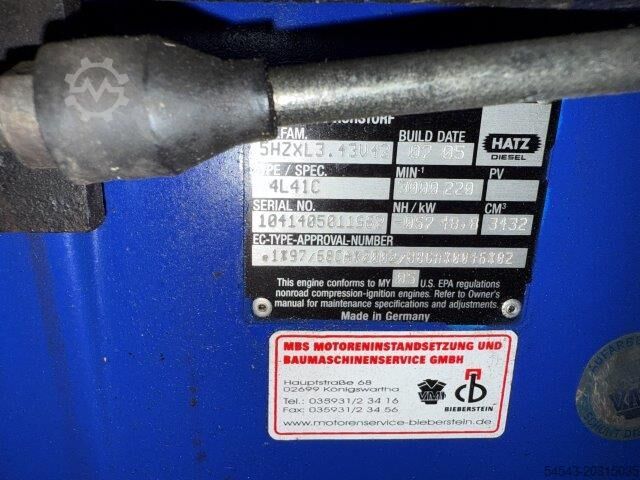 FAM.
BUILD DATE
HATZ
DIESEL
5HZXL3.43U43
07 05
/ SPEC.
MIN⁻¹
PV
4L41C
SERIAL NO.
NH / kW
CM³
3432
EC-TYPE-APPROVAL-NUMBER
This engine conforms to MY 05 U.S. EPA regulations
nonroad compression-ignition engines. Refer to Owner's
manual for maintenance specifications and adjustments.
Made in Germany
MBS MOTORENINSTANDSETZUNG UND
BAUMASCHINENSERVICE GMBH
Hauptstraße 68
02699 Königswartha
Tel.: 035931/2 34 16
Fax: 035931/2 34 56
BIEBERSTEIN
www.motorenservice-bieberstein.de